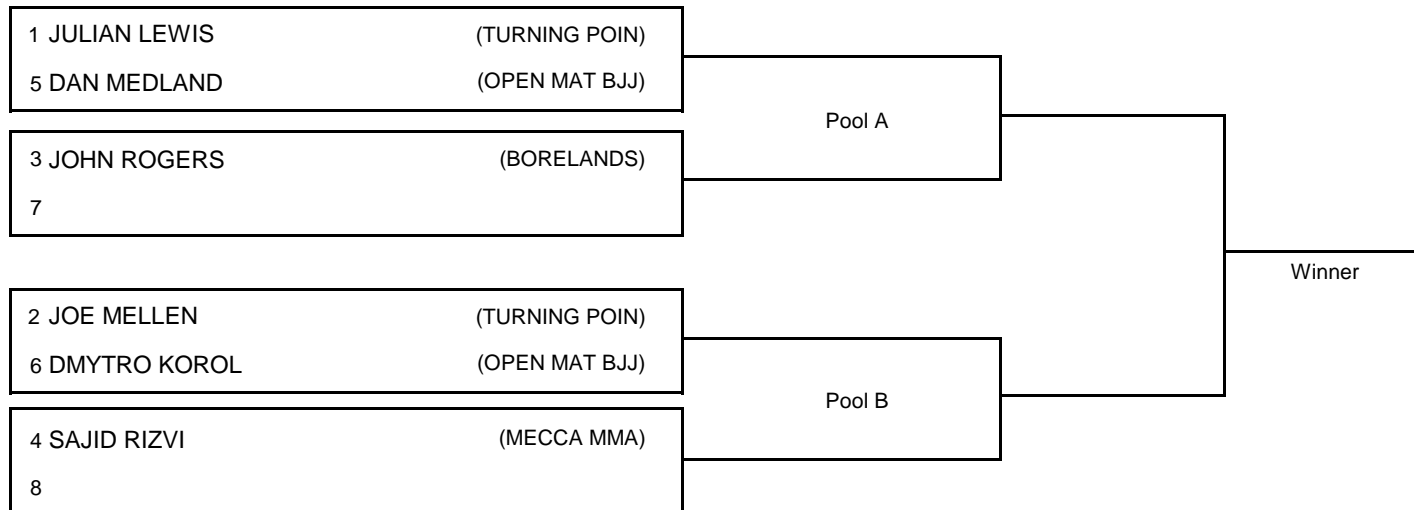 1 JULIAN LEWIS (TURNING POIN)
5 DAN MEDLAND (OPEN MAT BJJ)
Pool A
3 JOHN ROGERS (BORELANDS)
7
Winner
2 JOE MELLEN (TURNING POIN)
6 DMYTRO KOROL (OPEN MAT BJJ)
Pool B
4 SAJID RIZVI (MECCA MMA)
8